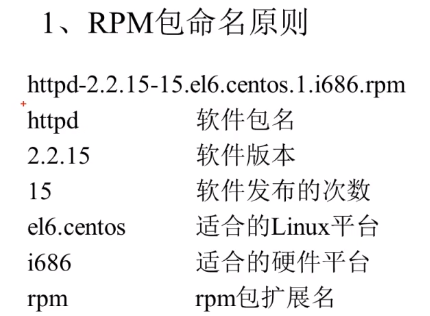 1、RPM包命名原则
httpd-2.2.15-15.el6.centos.1.i686.rpm
httpd 软件包名
2.2.15 软件版本
15 软件发布的次数
el6.centos 适合的Linux平台
i686 适合的硬件平台
rpm rpm包扩展名